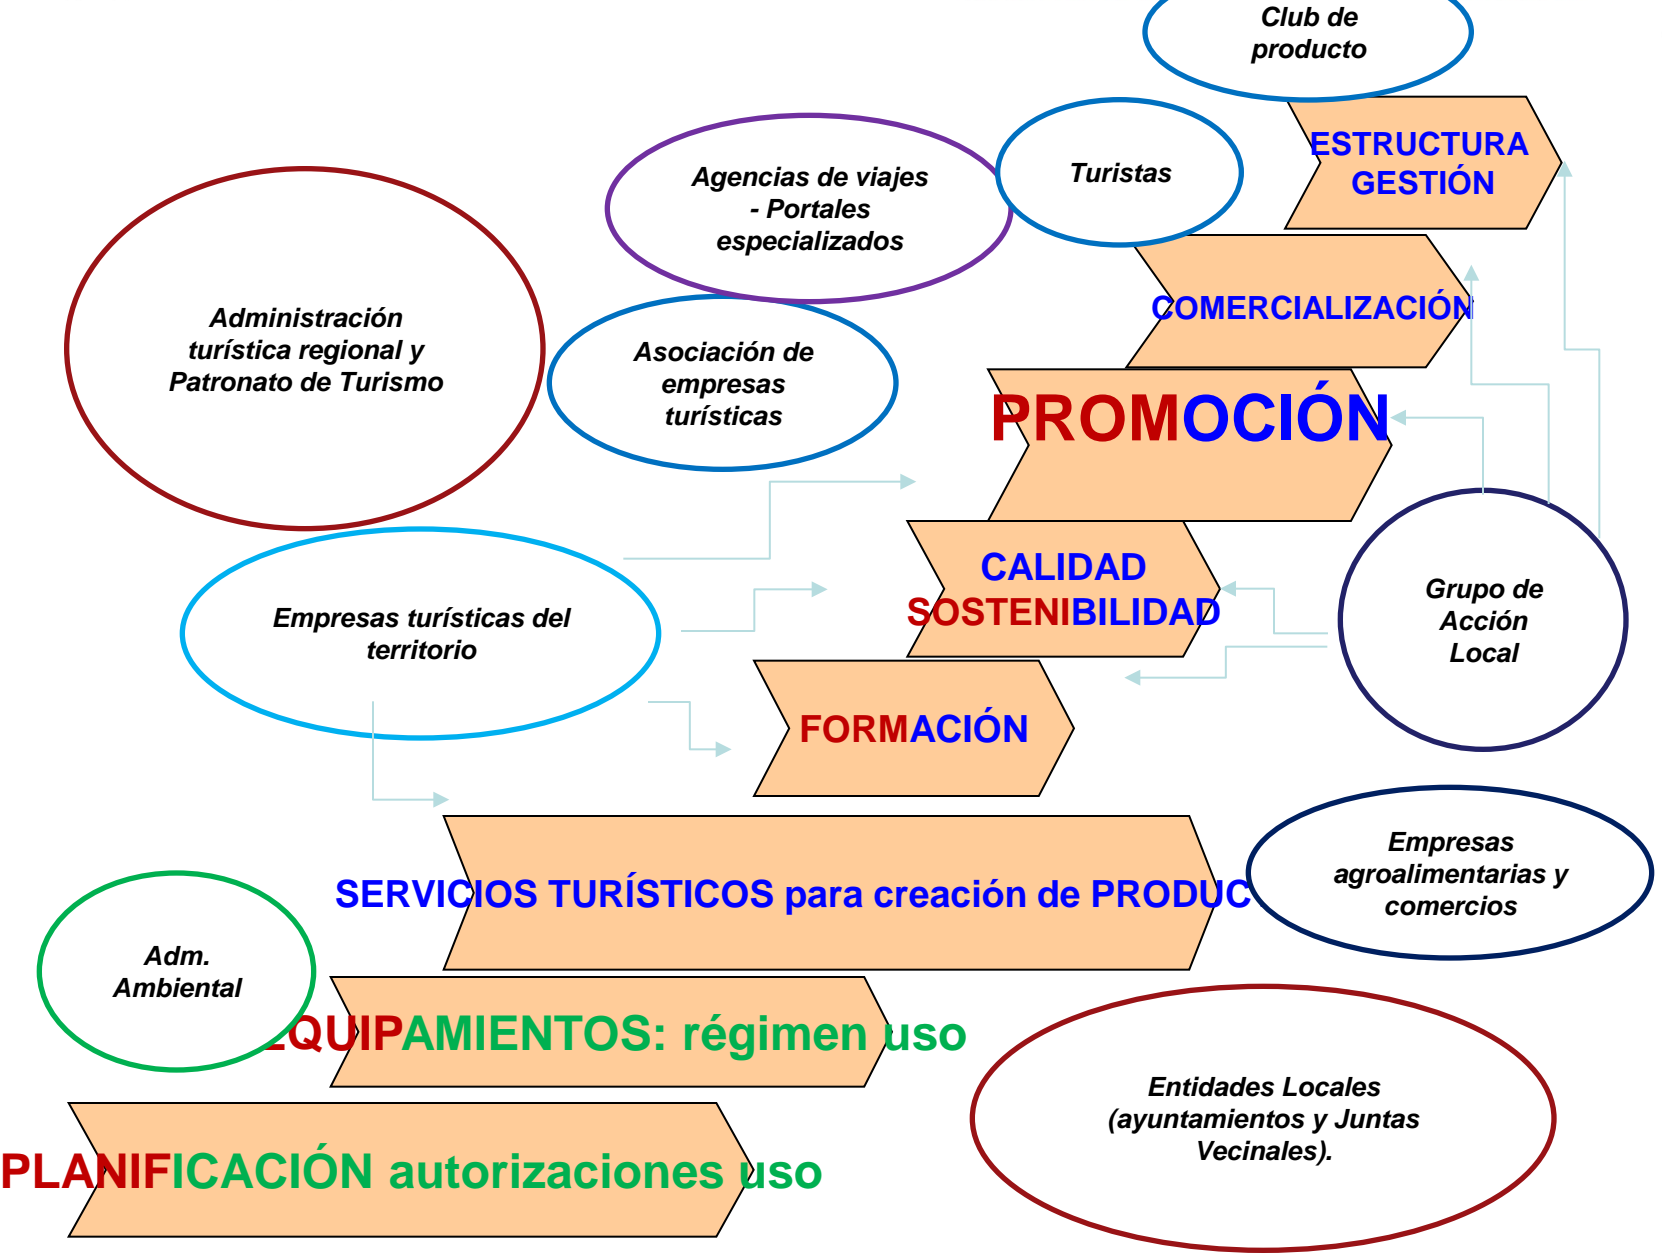 Club de
producto
ESTRUCTURA
GESTIÓN
Turistas
Agencias de viajes
- Portales
especializados
COMERCIALIZACIÓN
Administración
turística regional y
Patronato de Turismo
Asociación de
empresas
turísticas
PROMOCIÓN
CALIDAD
SOSTENIBILIDAD
Grupo de
Acción
Local
Empresas turísticas del
territorio
FORMACIÓN
Empresas
agroalimentarias y
comercios
SERVICIOS TURÍSTICOS para creación de PRODUC
Adm.
Ambiental
EQUIPAMIENTOS: régimen uso
Entidades Locales
(ayuntamientos y Juntas
Vecinales).
PLANIFICACIÓN autorizaciones uso